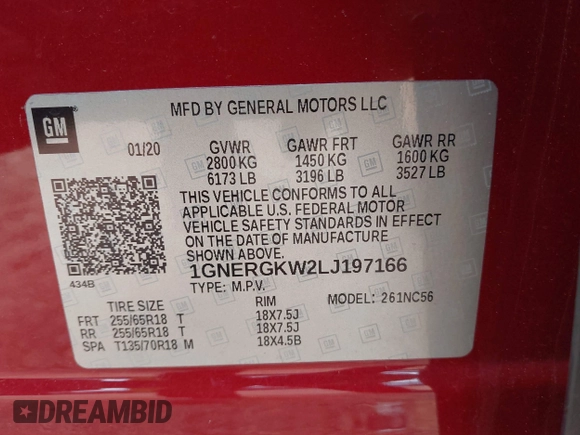 GM
MFD BY GENERAL MOTORS LLC
01/20 GVWR GAWR FRT GAWR RR
2800 KG 1450 KG 1600 KG
6173 LB 3196 LB 3527 LB
THIS VEHICLE CONFORMS TO ALL
APPLICABLE U.S. FEDERAL MOTOR
VEHICLE SAFETY STANDARDS IN EFFECT
ON THE DATE OF MANUFACTURE
SHOWN ABOVE.
434B 1GNERGKW2LJ197166
TYPE: M.P.V. MODEL: 261NC56
TIRE SIZE RIM
FRT 255/65R18 T 18X7.5J
RR 255/65R18 T 18X7.5J
SPA T135/70R18 M 18X4.5B
DREAMBID